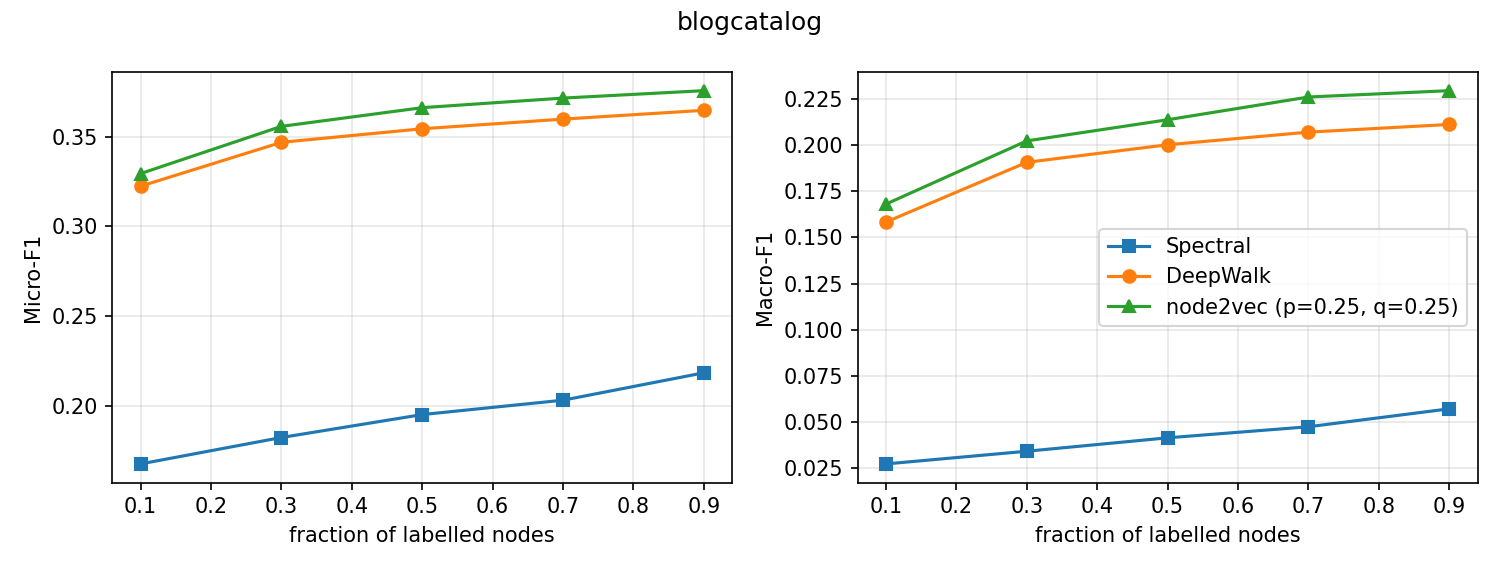 blogcatalog
Micro-F1
0.35
0.30
0.25
0.20
0.1 0.2 0.3 0.4 0.5 0.6 0.7 0.8 0.9
fraction of labelled nodes
Macro-F1
0.225
0.200
0.175
0.150
0.125
0.100
0.075
0.050
0.025
0.1 0.2 0.3 0.4 0.5 0.6 0.7 0.8 0.9
fraction of labelled nodes
Spectral
DeepWalk
node2vec (p=0.25, q=0.25)